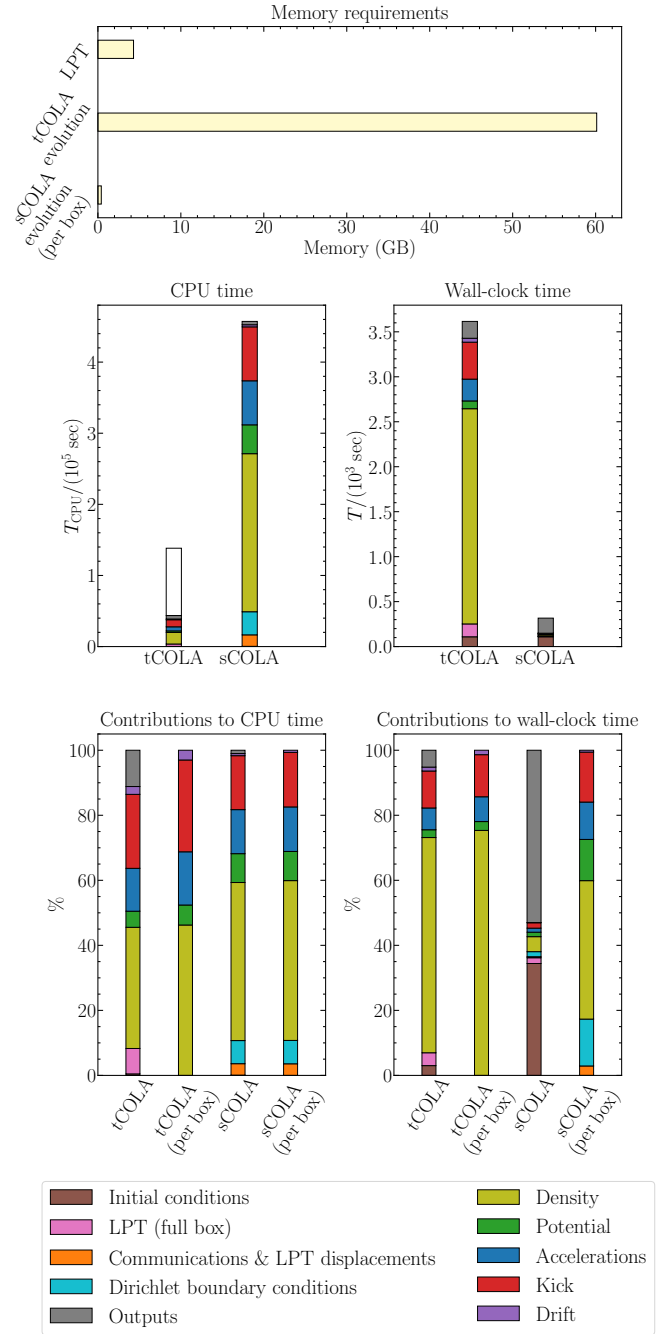 Memory requirements
LPT
tCOLA
evolution
sCOLA
evolution
(per box)
0 10 20 30 40 50 60
Memory (GB)
CPU time
Wall-clock time
T_CPU/(10^5 sec)
4
3
2
1
0
tCOLA sCOLA
T/(10^3 sec)
3.5
3.0
2.5
2.0
1.5
1.0
0.5
0.0
tCOLA sCOLA
Contributions to CPU time
Contributions to wall-clock time
%
100
80
60
40
20
0
tCOLA
tCOLA
(per box)
sCOLA
sCOLA
(per box)
%
100
80
60
40
20
0
tCOLA
tCOLA
(per box)
sCOLA
sCOLA
(per box)
Initial conditions
LPT (full box)
Communications & LPT displacements
Dirichlet boundary conditions
Outputs
Density
Potential
Accelerations
Kick
Drift